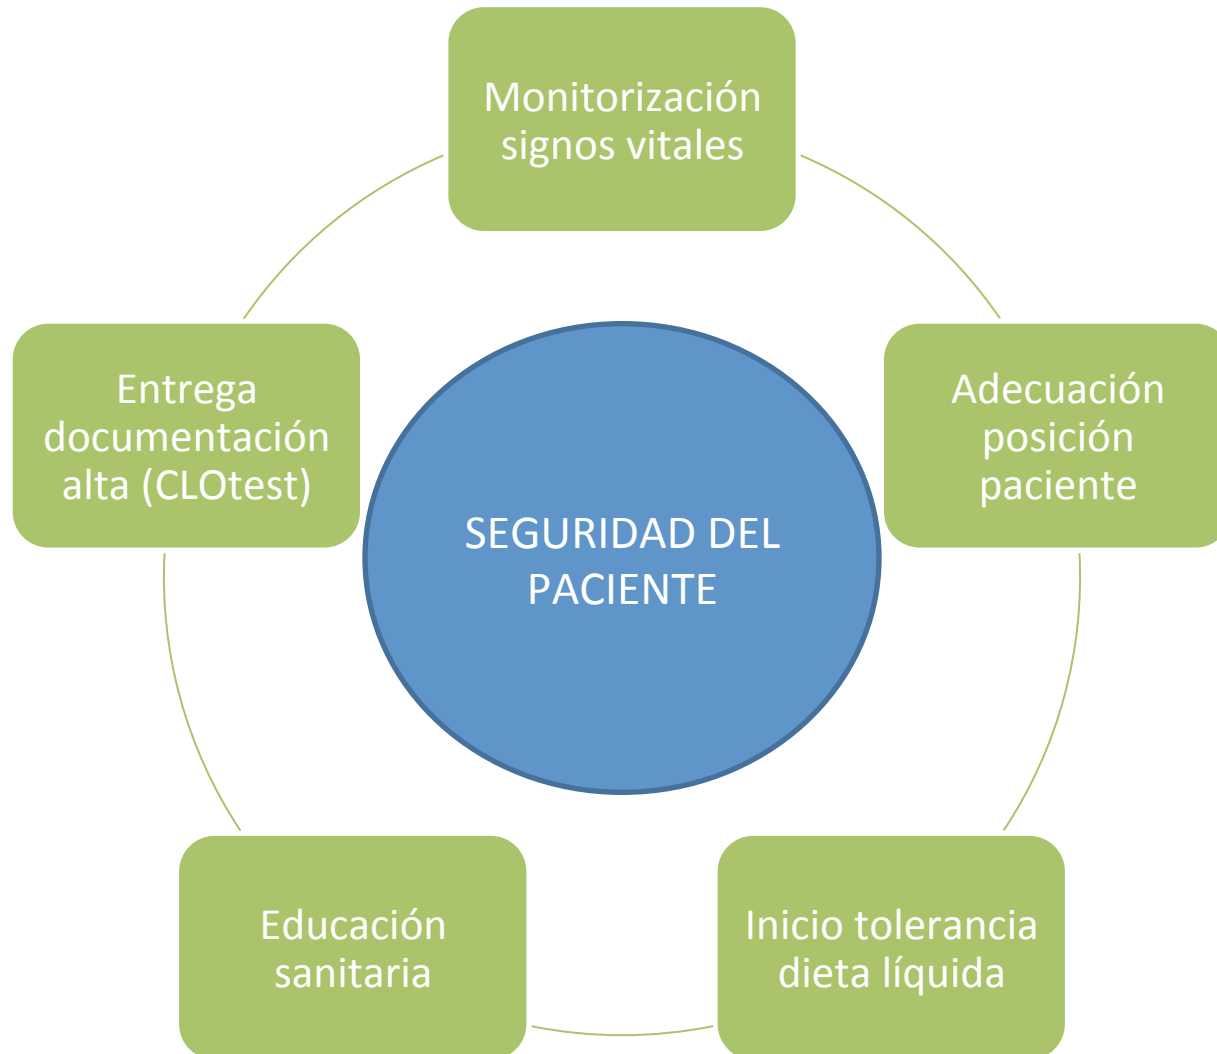 Monitorización
signos vitales
Entrega
documentación
alta (CLOtest)
Adecuación
posición
paciente
SEGURIDAD DEL
PACIENTE
Educación
sanitaria
Inicio tolerancia
dieta líquida